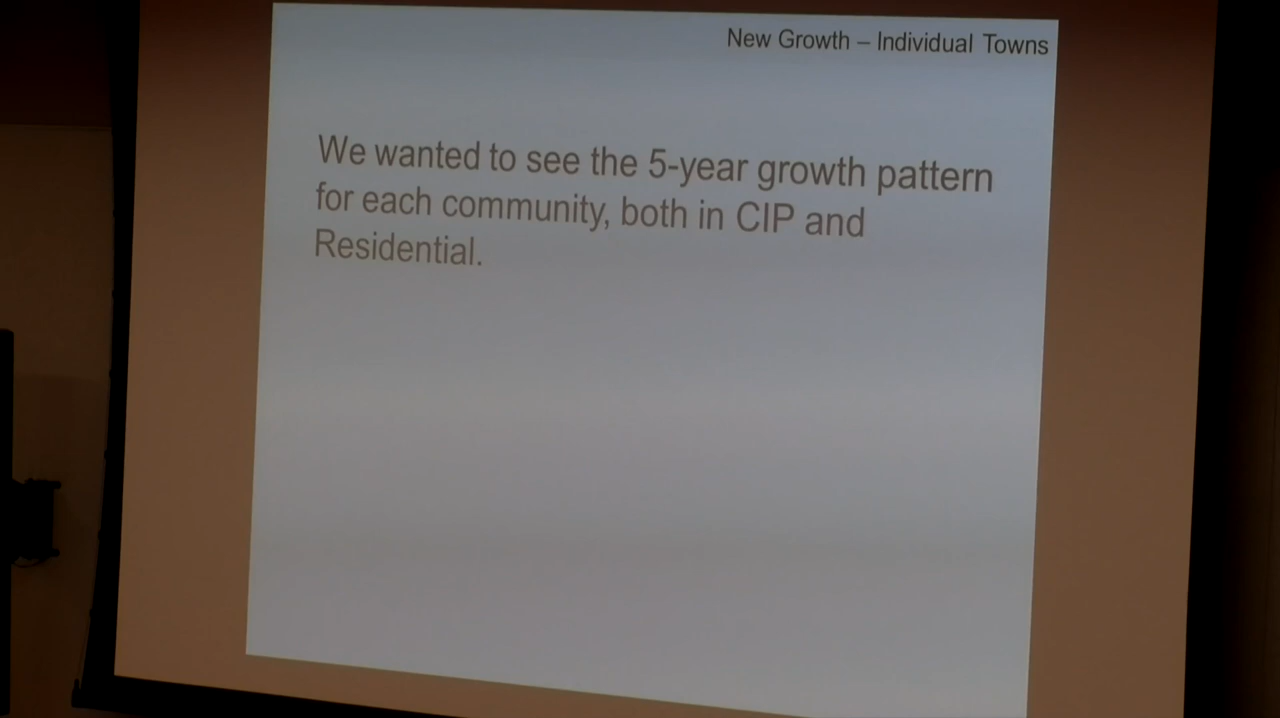 New Growth – Individual Towns
We wanted to see the 5-year growth pattern
for each community, both in CIP and
Residential.